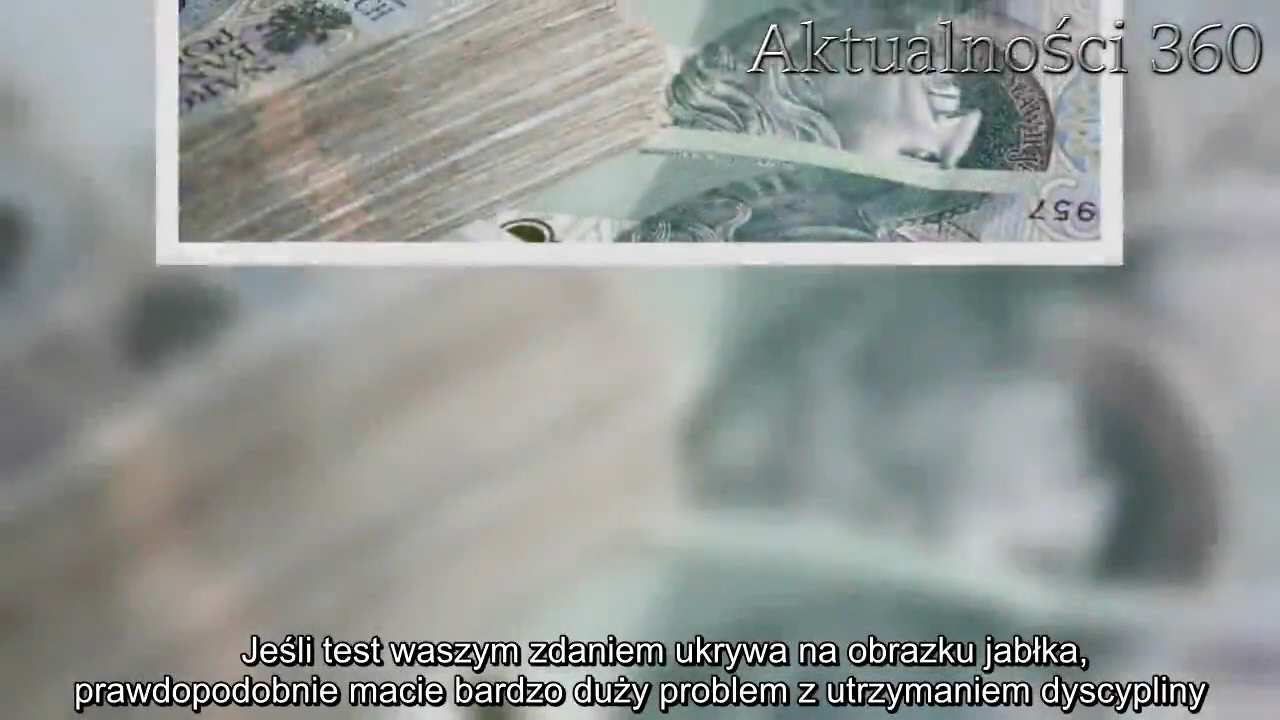 Aktualności 360
957
Jeśli test waszym zdaniem ukrywa na obrazku jabłka,
prawdopodobnie macie bardzo duży problem z utrzymaniem dyscypliny